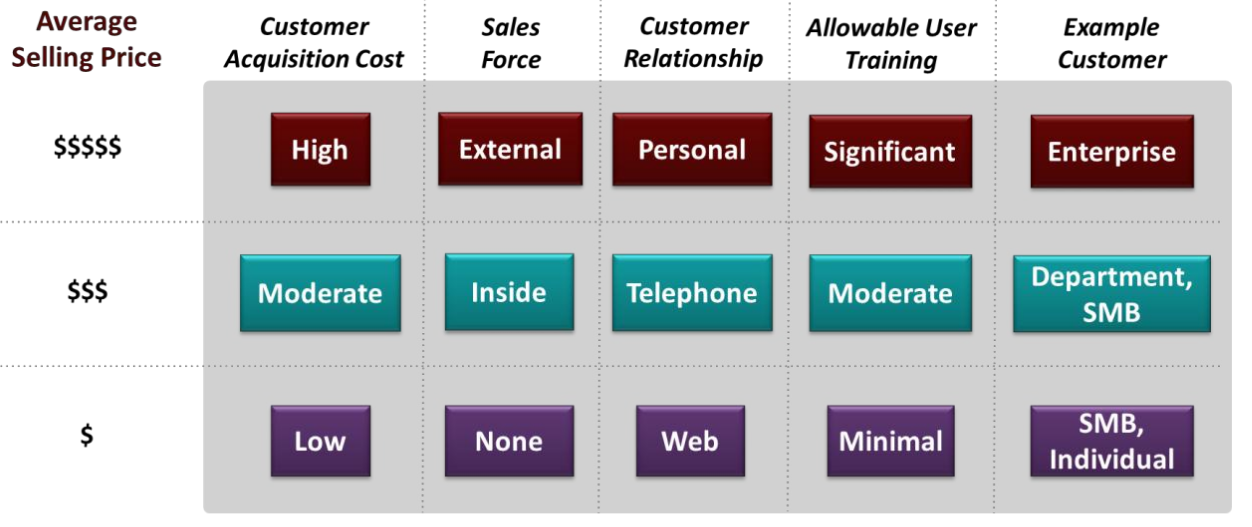 Average
Selling Price
Customer
Acquisition Cost
Sales
Force
Customer
Relationship
Allowable User
Training
Example
Customer
$$$$$
High
External
Personal
Significant
Enterprise
$$$
Moderate
Inside
Telephone
Moderate
Department,
SMB
$
Low
None
Web
Minimal
SMB,
Individual